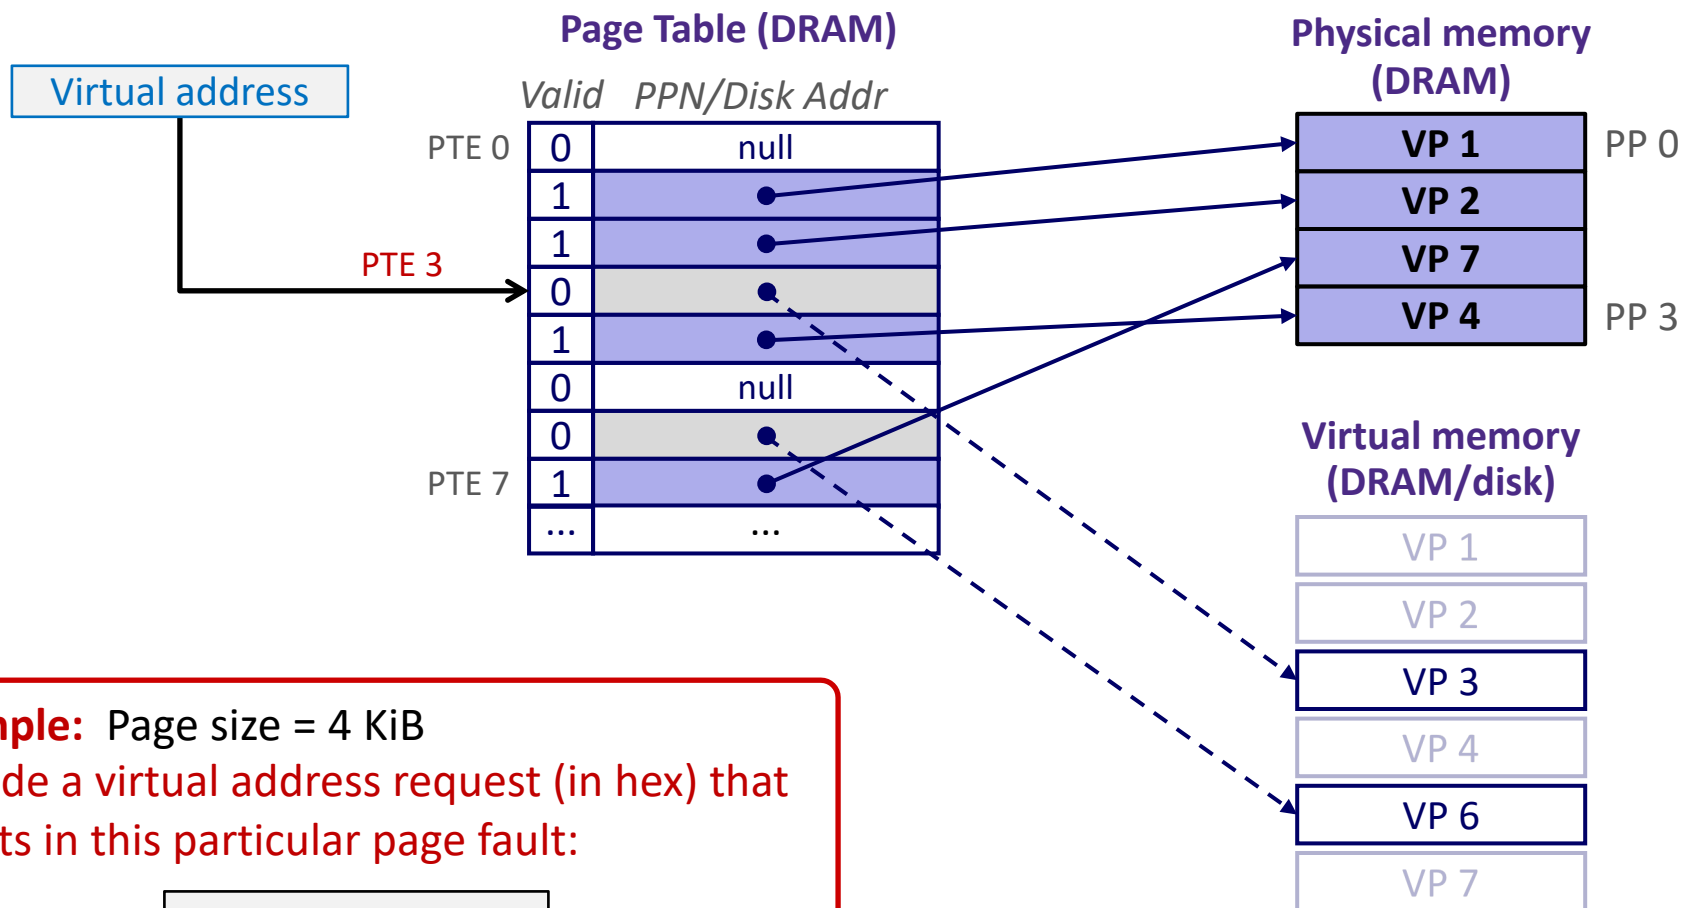 Page Table (DRAM)
Physical memory
(DRAM)
Virtual address
Valid PPN/Disk Addr
PTE 0 0 null
1
1
PTE 3
0
1
0 null
0
PTE 7 1
... ...
VP 1 PP 0
VP 2
VP 7
VP 4 PP 3
Virtual memory
(DRAM/disk)
VP 1
VP 2
VP 3
VP 4
VP 6
VP 7
mple: Page size = 4 KiB
de a virtual address request (in hex) that
ts in this particular page fault: